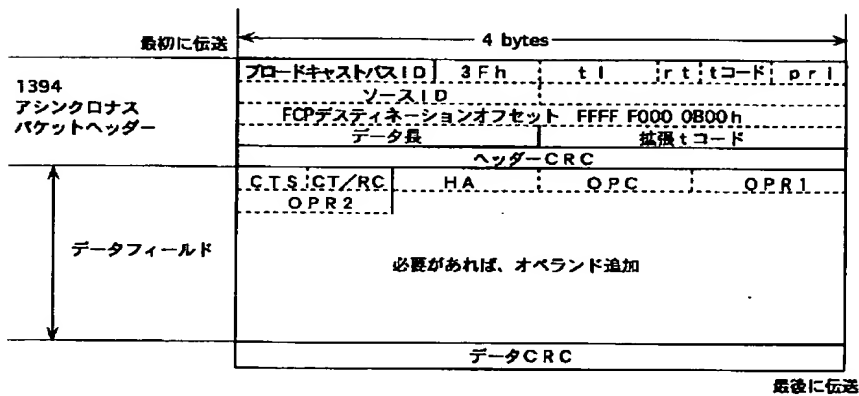 最初に伝送
4 bytes
1394
アシンクロナス
パケットヘッダー
ブロードキャストバスID 3Fh tl rt tコード pri
ソースID
FCPデスティネーションオフセット FFFF F000 0B00h
データ長 拡張tコード
ヘッダーCRC
データフィールド
CTS CT/RC HA OPC OPR1
OPR2
必要があれば、オペランド追加
データCRC
最後に伝送